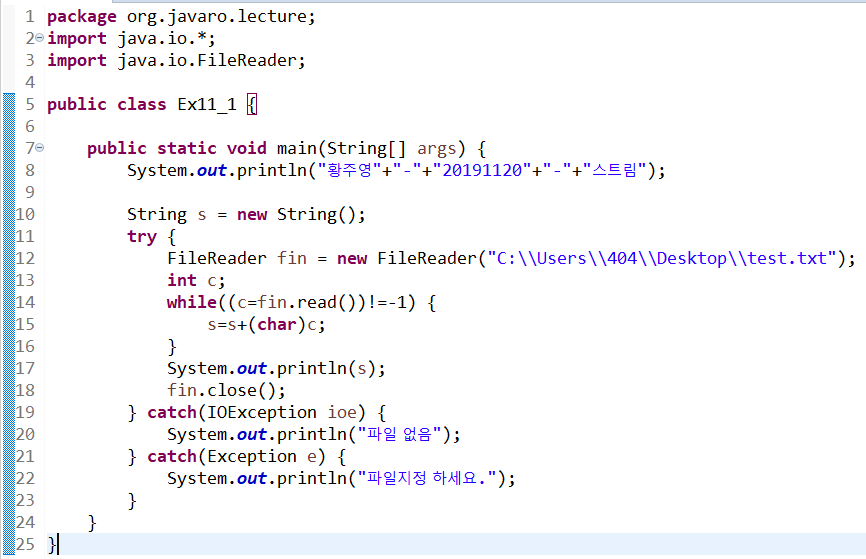 1 package org.javaro.lecture;
2 import java.io.*;
3 import java.io.FileReader;
4
5 public class Ex11_1 {
6
7     public static void main(String[] args) {
8         System.out.println("황주영"+"-"+"20191120"+"-"+"스트림");
9
10         String s = new String();
11         try {
12             FileReader fin = new FileReader("C:\\Users\\404\\Desktop\\test.txt");
13             int c;
14             while((c=fin.read())!=-1) {
15                 s=s+(char)c;
16             }
17             System.out.println(s);
18             fin.close();
19         } catch(IOException ioe) {
20             System.out.println("파일 없음");
21         } catch(Exception e) {
22             System.out.println("파일지정 하세요.");
23         }
24     }
25 }